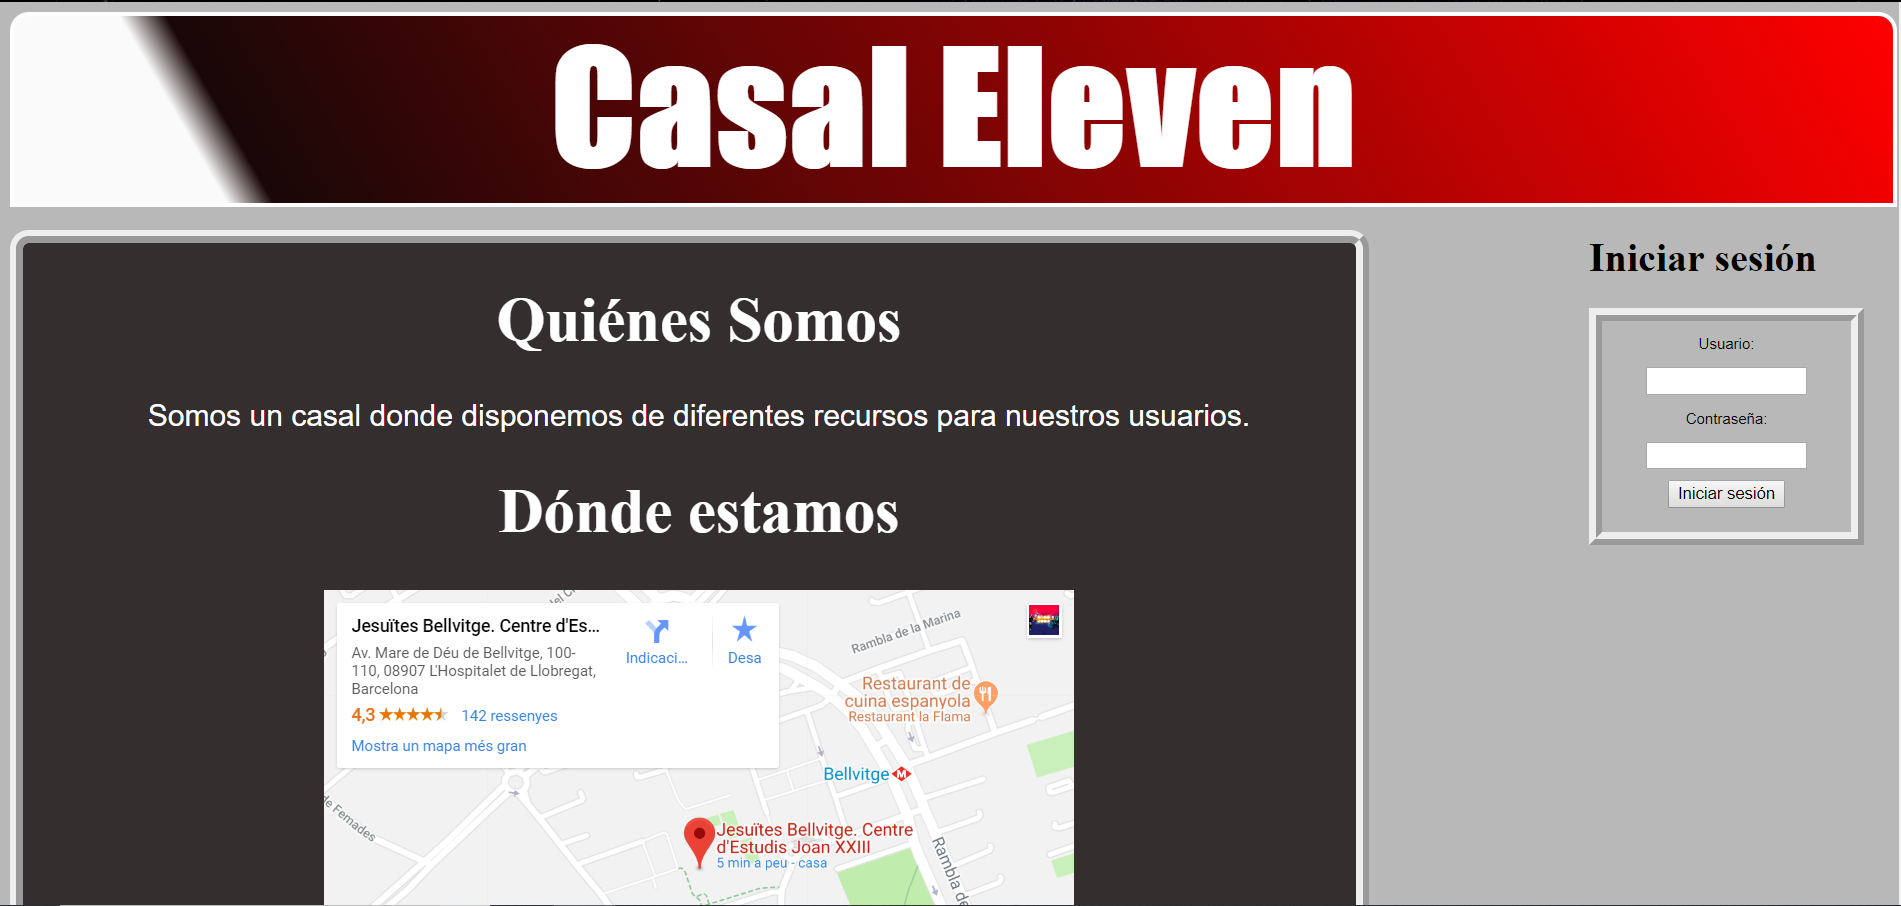 Casal Eleven
Quiénes Somos
Somos un casal donde disponemos de diferentes recursos para nuestros usuarios.
Dónde estamos
Jesuïtes Bellvitge. Centre d'Es...
Av. Mare de Déu de Bellvitge, 100-
110, 08907 L'Hospitalet de Llobregat,
Barcelona
4,3
142 ressenyes
Mostra un mapa més gran
Indicaci...
Desa
Rambla de la Marina
Restaurant de
cuina espanyola
Restaurant la Flama
Bellvitge M
de Femades
Jesuïtes Bellvitge. Centre
d'Estudis Joan XXIII
5 min a peu - casa
Rambla de
Iniciar sesión
Usuario:
Contraseña:
Iniciar sesión